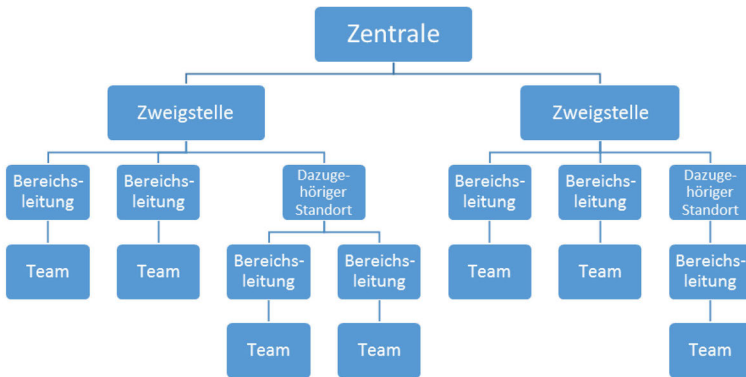 Zentrale
Zweigstelle
Zweigstelle
Bereichs-
leitung
Bereichs-
leitung
Dazuge-
höriger
Standort
Bereichs-
leitung
Bereichs-
leitung
Dazuge-
höriger
Standort
Team
Team
Bereichs-
leitung
Bereichs-
leitung
Team
Team
Bereichs-
leitung
Team
Team
Team